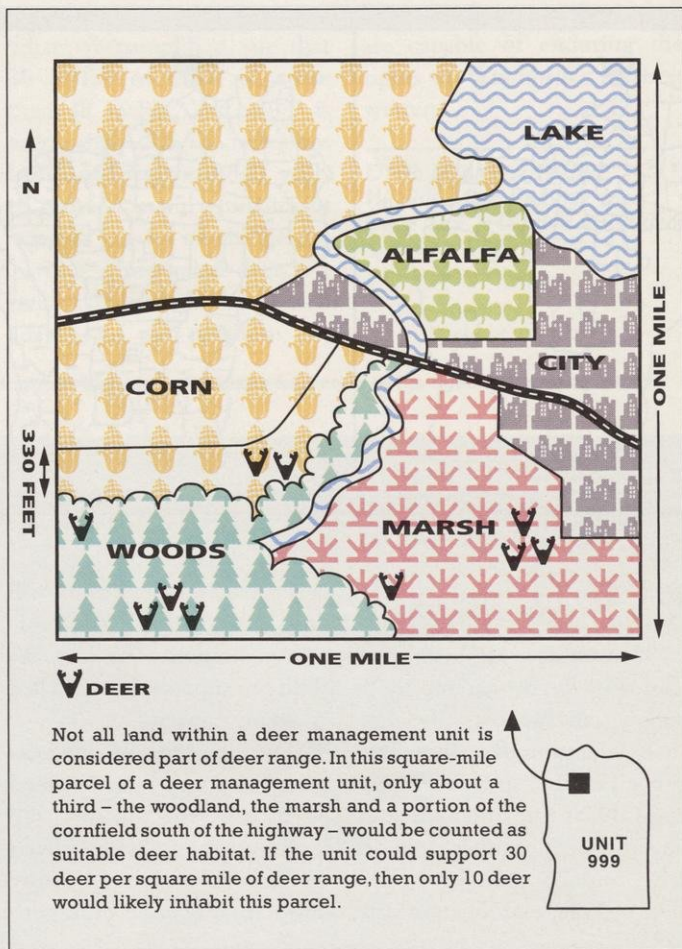 LAKE
N
ALFALFA
CITY
CORN
ONE MILE
330 FEET
MARSH
WOODS
ONE MILE
DEER
Not all land within a deer management unit is
considered part of deer range. In this square-mile
parcel of a deer management unit, only about a
third – the woodland, the marsh and a portion of the
cornfield south of the highway – would be counted as
suitable deer habitat. If the unit could support 30
deer per square mile of deer range, then only 10 deer
would likely inhabit this parcel.
UNIT
999